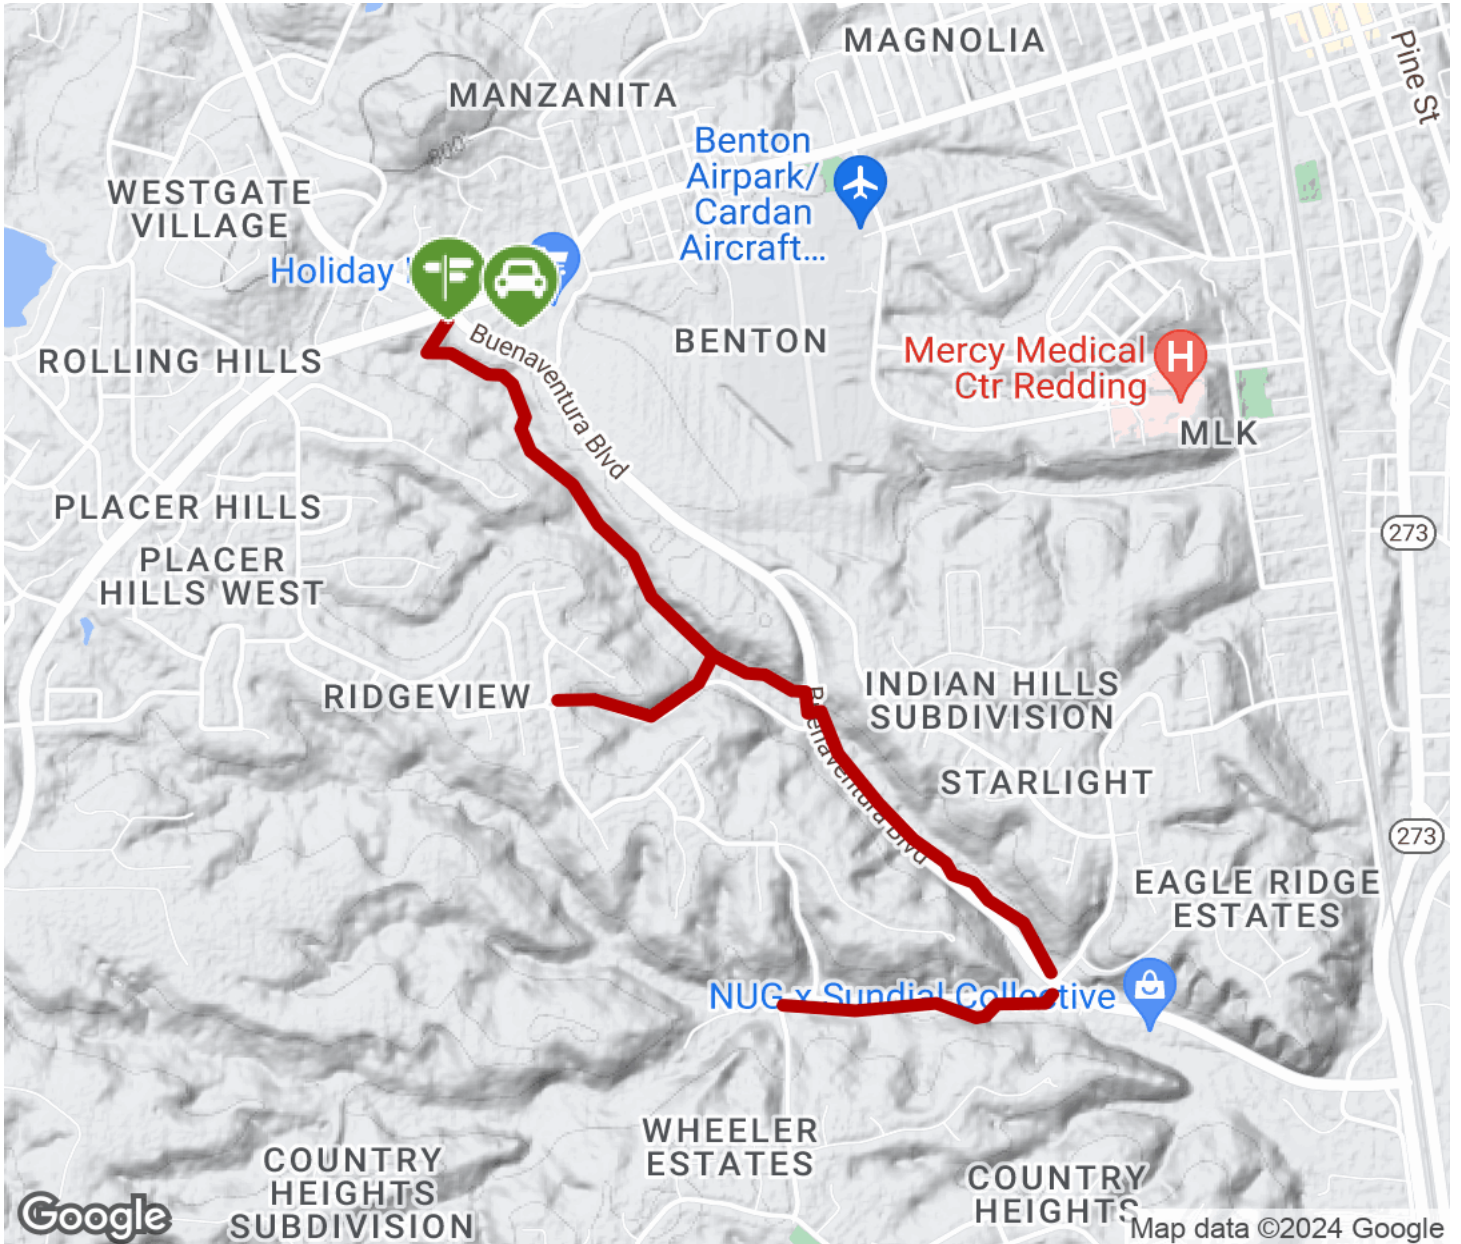 MAGNOLIA
Pine St
MANZANITA
800
Benton
Airpark/
Cardan
Aircraft...
WESTGATE
VILLAGE
Holiday
BENTON
Buenaventura Blvd
ROLLING HILLS
Mercy Medical
Ctr Redding
H
MLK
PLACER HILLS
273
PLACER
HILLS WEST
RIDGEVIEW
INDIAN HILLS
SUBDIVISION
Buenaventura Blvd
STARLIGHT
273
EAGLE RIDGE
ESTATES
NUG x Sundial Collective
WHEELER
ESTATES
COUNTRY
HEIGHTS
SUBDIVISION
COUNTRY
HEIGHTS
Google
Map data ©2024 Google